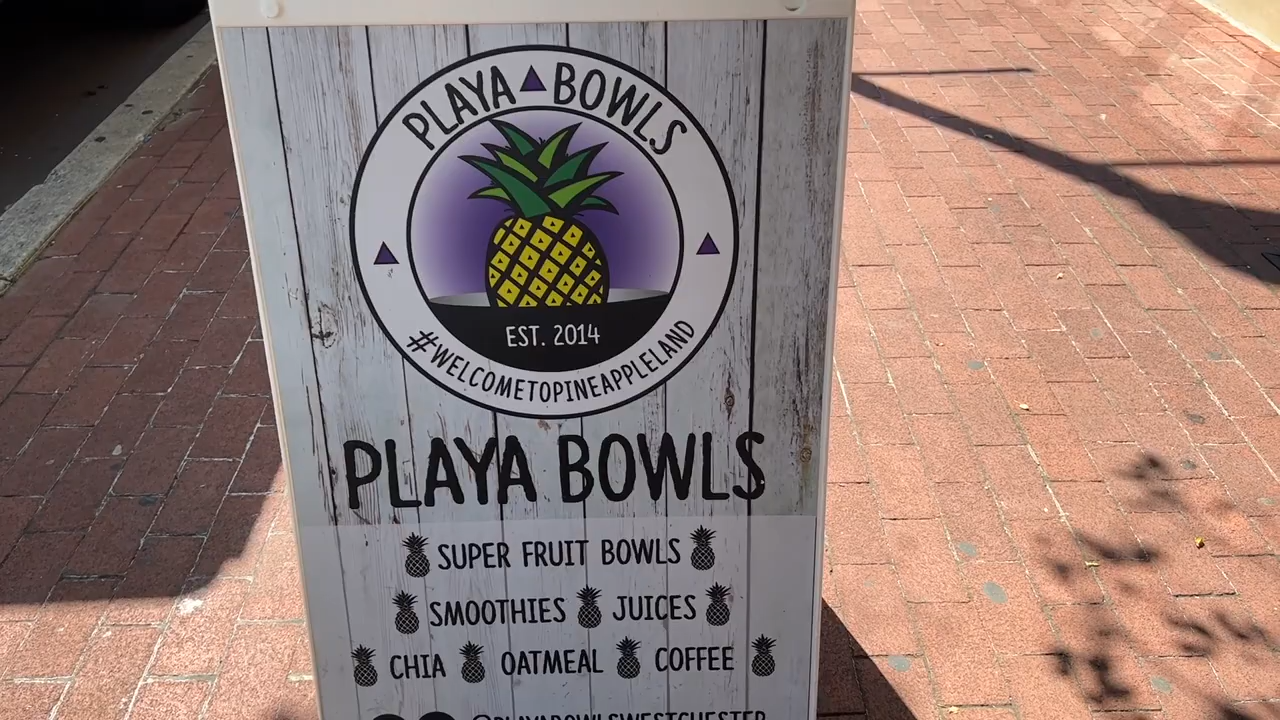 PLAYA BOWLS
EST. 2014
#WELCOMETOPINEAPPLELAND
PLAYA BOWLS
SUPER FRUIT BOWLS
SMOOTHIES JUICES
CHIA OATMEAL COFFEE
@PLAYABOWLSWESTCHESTER